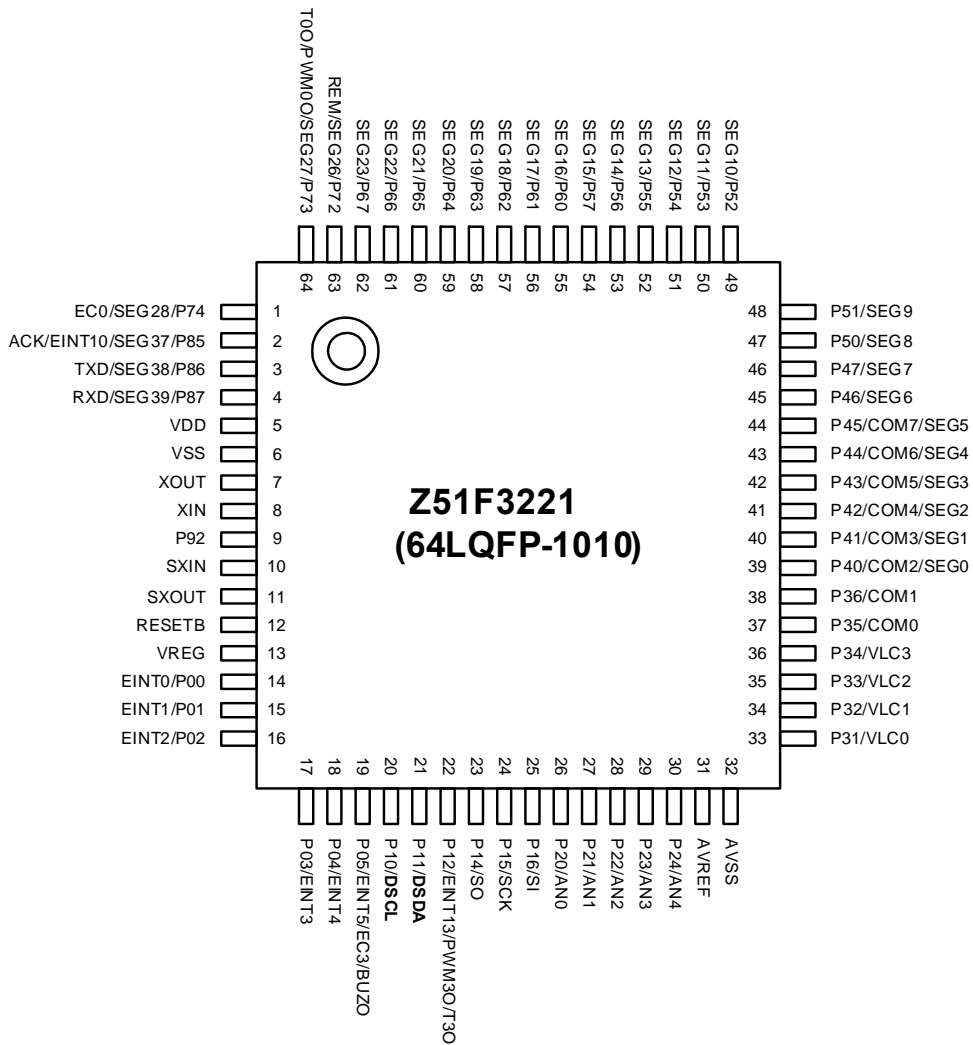 T0O/PWM0O/SEG27/P73
REM/SEG26/P72
SEG23/P67
SEG22/P66
SEG21/P65
SEG20/P64
SEG19/P63
SEG18/P62
SEG17/P61
SEG16/P60
SEG15/P57
SEG14/P56
SEG13/P55
SEG12/P54
SEG11/P53
SEG10/P52
64
63
62
61
60
59
58
57
56
55
54
53
52
51
50
49
EC0/SEG28/P74 1
ACK/EINT10/SEG37/P85 2
TXD/SEG38/P86 3
RXD/SEG39/P87 4
VDD 5
VSS 6
XOUT 7
XIN 8
P92 9
SXIN 10
SXOUT 11
RESETB 12
VREG 13
EINT0/P00 14
EINT1/P01 15
EINT2/P02 16
Z51F3221
(64LQFP-1010)
48 P51/SEG9
47 P50/SEG8
46 P47/SEG7
45 P46/SEG6
44 P45/COM7/SEG5
43 P44/COM6/SEG4
42 P43/COM5/SEG3
41 P42/COM4/SEG2
40 P41/COM3/SEG1
39 P40/COM2/SEG0
38 P36/COM1
37 P35/COM0
36 P34/VLC3
35 P33/VLC2
34 P32/VLC1
33 P31/VLC0
17
18
19
20
21
22
23
24
25
26
27
28
29
30
31
32
P03/EINT3
P04/EINT4
P05/EINT5/EC3/BUZO
P10/DSCL
P11/DSDA
P12/EINT13/PWM3O/T3O
P14/SO
P15/SCK
P16/SI
P20/AN0
P21/AN1
P22/AN2
P23/AN3
P24/AN4
AVREF
AVSS